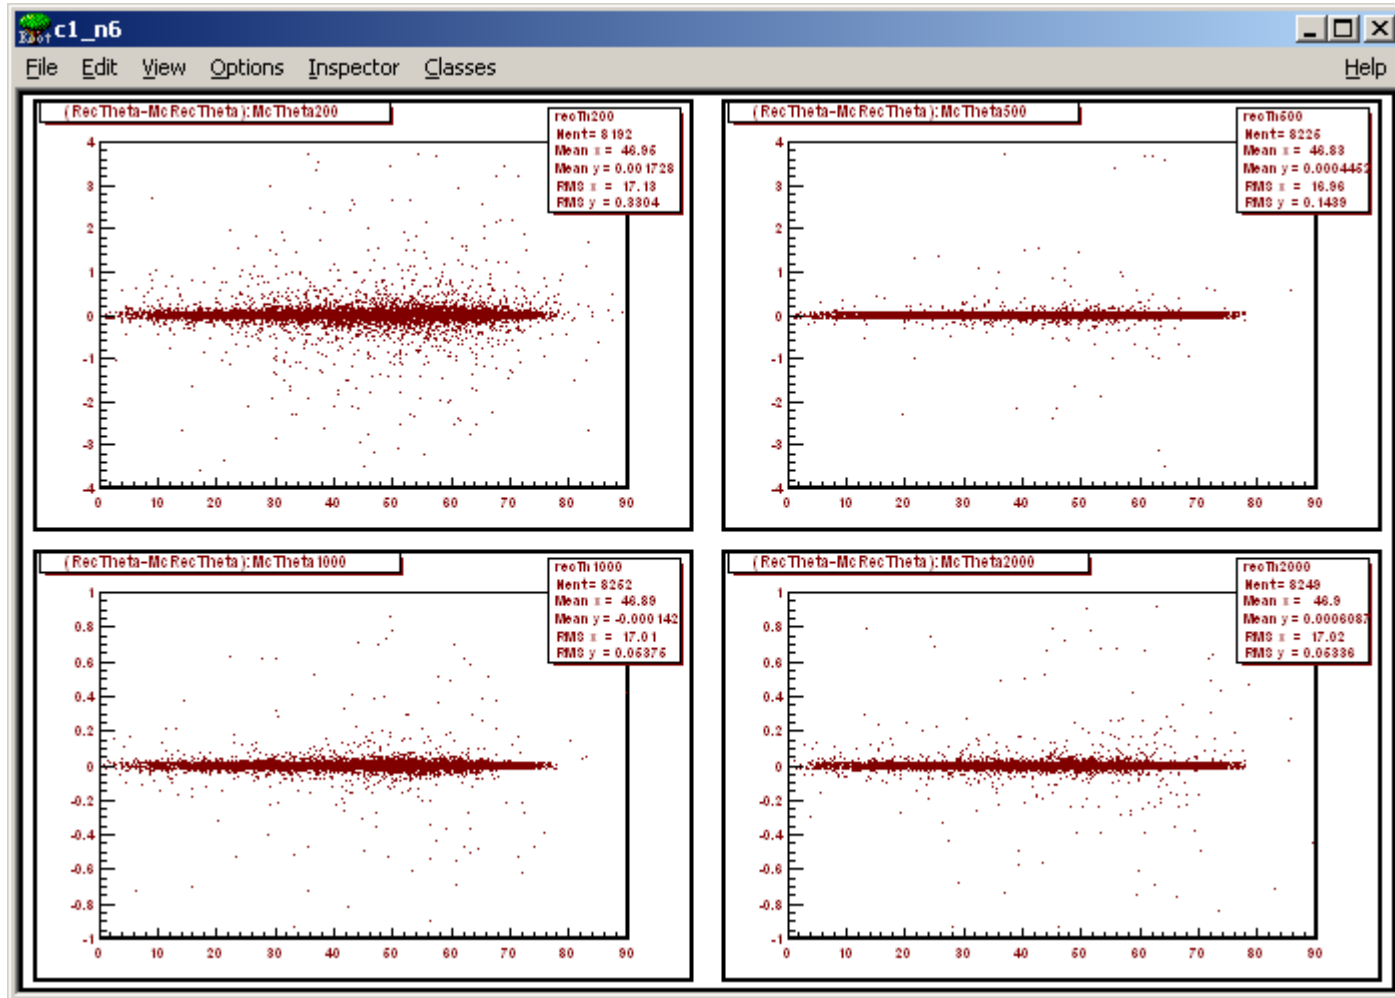 c1_n6
File Edit View Options Inspector Classes Help
(RecTheta-McRecTheta):McTheta200
recTh200
Nent = 8192
Mean x = 46.95
Mean y = 0.001728
RMS x = 17.13
RMS y = 0.3304
4
3
2
1
0
-1
-2
-3
-4
0 10 20 30 40 50 60 70 80 90
(RecTheta-McRecTheta):McTheta500
recTh500
Nent = 8225
Mean x = 46.83
Mean y = 0.0004452
RMS x = 16.96
RMS y = 0.1439
4
3
2
1
0
-1
-2
-3
-4
0 10 20 30 40 50 60 70 80 90
(RecTheta-McRecTheta):McTheta1000
recTh1000
Nent = 8252
Mean x = 46.89
Mean y = -0.000142
RMS x = 17.01
RMS y = 0.05375
1
0.8
0.6
0.4
0.2
0
-0.2
-0.4
-0.6
-0.8
-1
0 10 20 30 40 50 60 70 80 90
(RecTheta-McRecTheta):McTheta2000
recTh2000
Nent = 8249
Mean x = 46.9
Mean y = 0.0006087
RMS x = 17.02
RMS y = 0.05336
1
0.8
0.6
0.4
0.2
0
-0.2
-0.4
-0.6
-0.8
-1
0 10 20 30 40 50 60 70 80 90